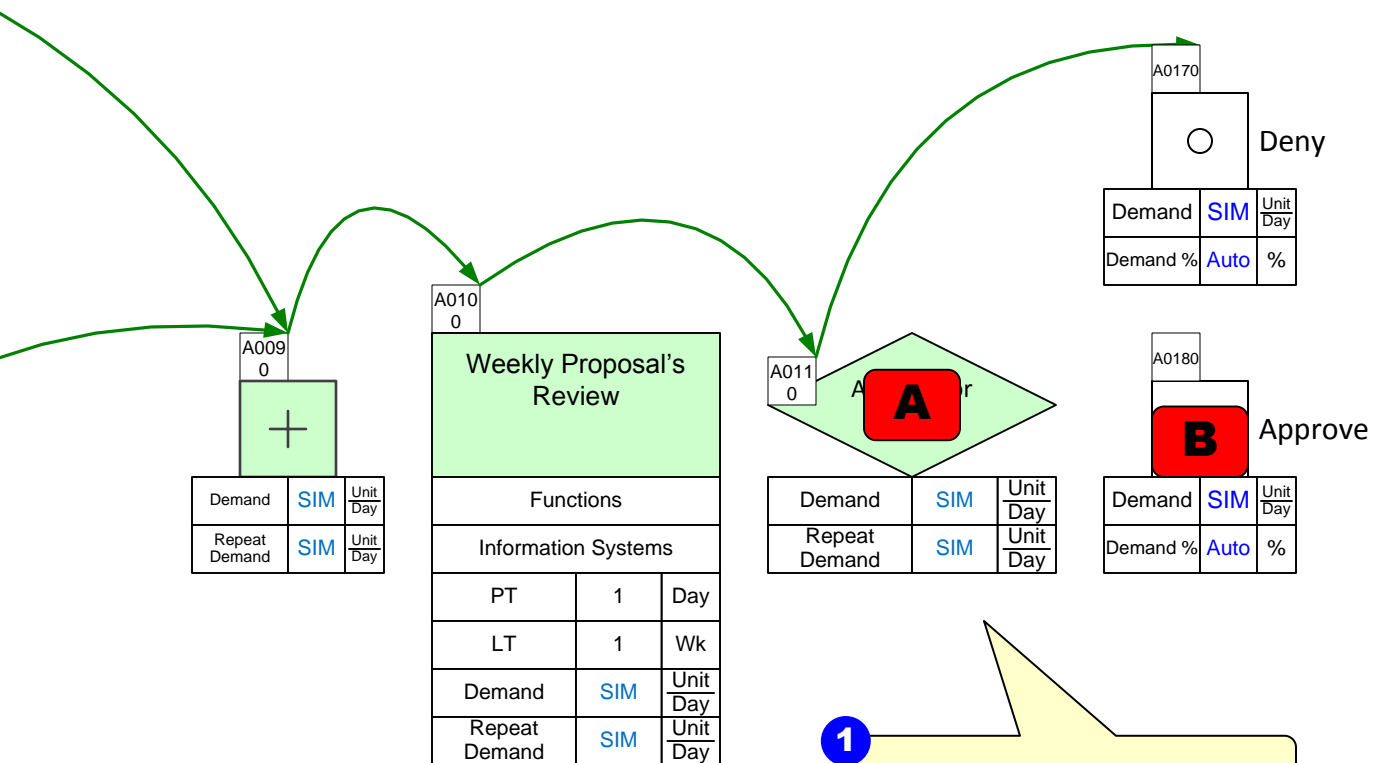 A0170
Deny
Demand SIM Unit
Day
Demand % Auto %
A009
0
Demand SIM Unit
Day
Repeat
Demand SIM Unit
Day
A010
0
Weekly Proposal’s
Review
Functions
Information Systems
PT 1 Day
LT 1 Wk
Demand SIM Unit
Day
Repeat
Demand SIM Unit
Day
A011
0
A
Demand SIM Unit
Day
Repeat
Demand SIM Unit
Day
A0180
B
Approve
Demand SIM Unit
Day
Demand % Auto %
1